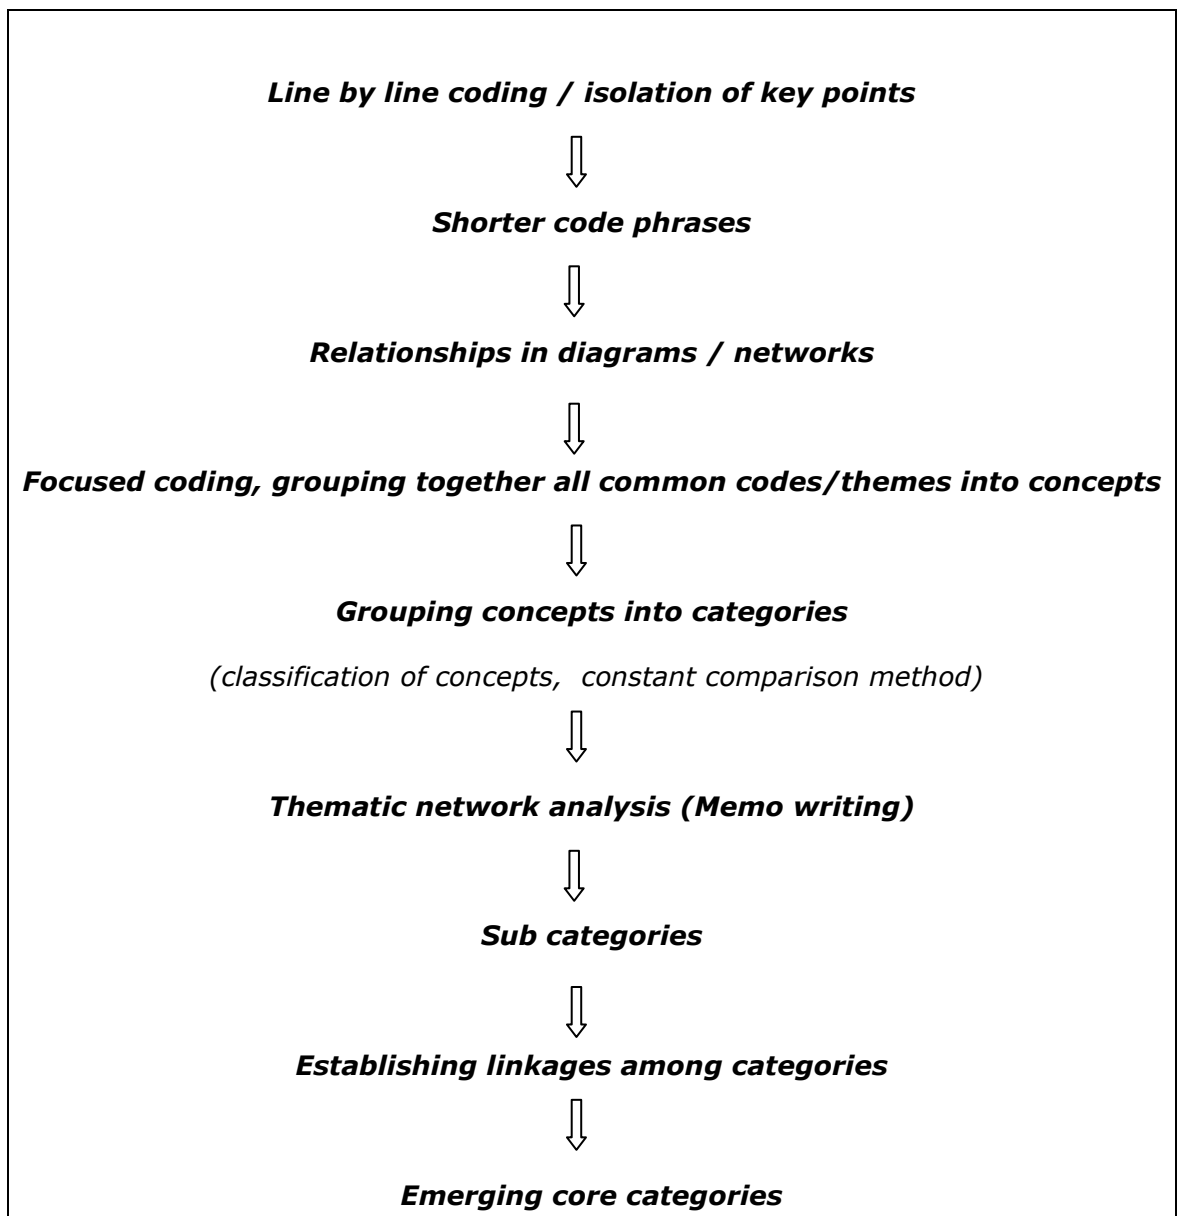 Line by line coding / isolation of key points
Shorter code phrases
Relationships in diagrams / networks
Focused coding, grouping together all common codes/themes into concepts
Grouping concepts into categories
(classification of concepts,  constant comparison method)
Thematic network analysis (Memo writing)
Sub categories
Establishing linkages among categories
Emerging core categories